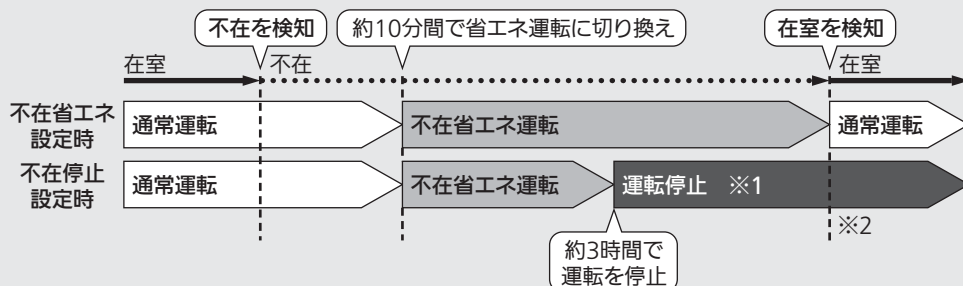 不在を検知
約10分間で省エネ運転に切り換え
在室を検知
在室
不在
在室
不在省エネ
設定時
通常運転
不在省エネ運転
通常運転
不在停止
設定時
通常運転
不在省エネ運転
運転停止 ※1
※2
約3時間で
運転を停止